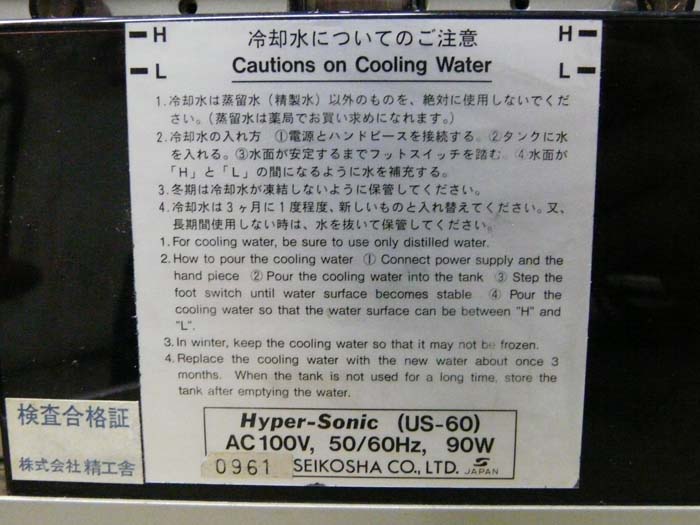 H 冷却水についてのご注意 H
L Cautions on Cooling Water L
1. 冷却水は蒸留水(精製水)以外のものを、絶対に使用しないでくだ
さい。(蒸留水は薬局でお買い求めになれます。)
2. 冷却水の入れ方 ①電源とハンドピースを接続する。②タンクに水
を入れる。③水面が安定するまでフットスイッチを踏む。④水面が
「H」と「L」の間になるように水を補充する。
3. 冬期は冷却水が凍結しないように保管してください。
4. 冷却水は3ヶ月に1度程度、新しいものと入れ替えてください。又、
長期間使用しない時は、水を抜いて保管してください。
1. For cooling water, be sure to use only distilled water.
2. How to pour the cooling water ① Connect power supply and the
hand piece ② Pour the cooling water into the tank ③ Step the
foot switch until water surface becomes stable ④ Pour the
cooling water so that the water surface can be between "H" and
"L".
3. In winter, keep the cooling water so that it may not be frozen.
4. Replace the cooling water with the new water about once 3
months. When the tank is not used for a long time, store the
tank after emptying the water.
Hyper-Sonic (US-60)
AC100V, 50/60Hz, 90W
0961 SEIKOSHA CO., LTD. JAPAN
検査合格証
株式会社 精工舎